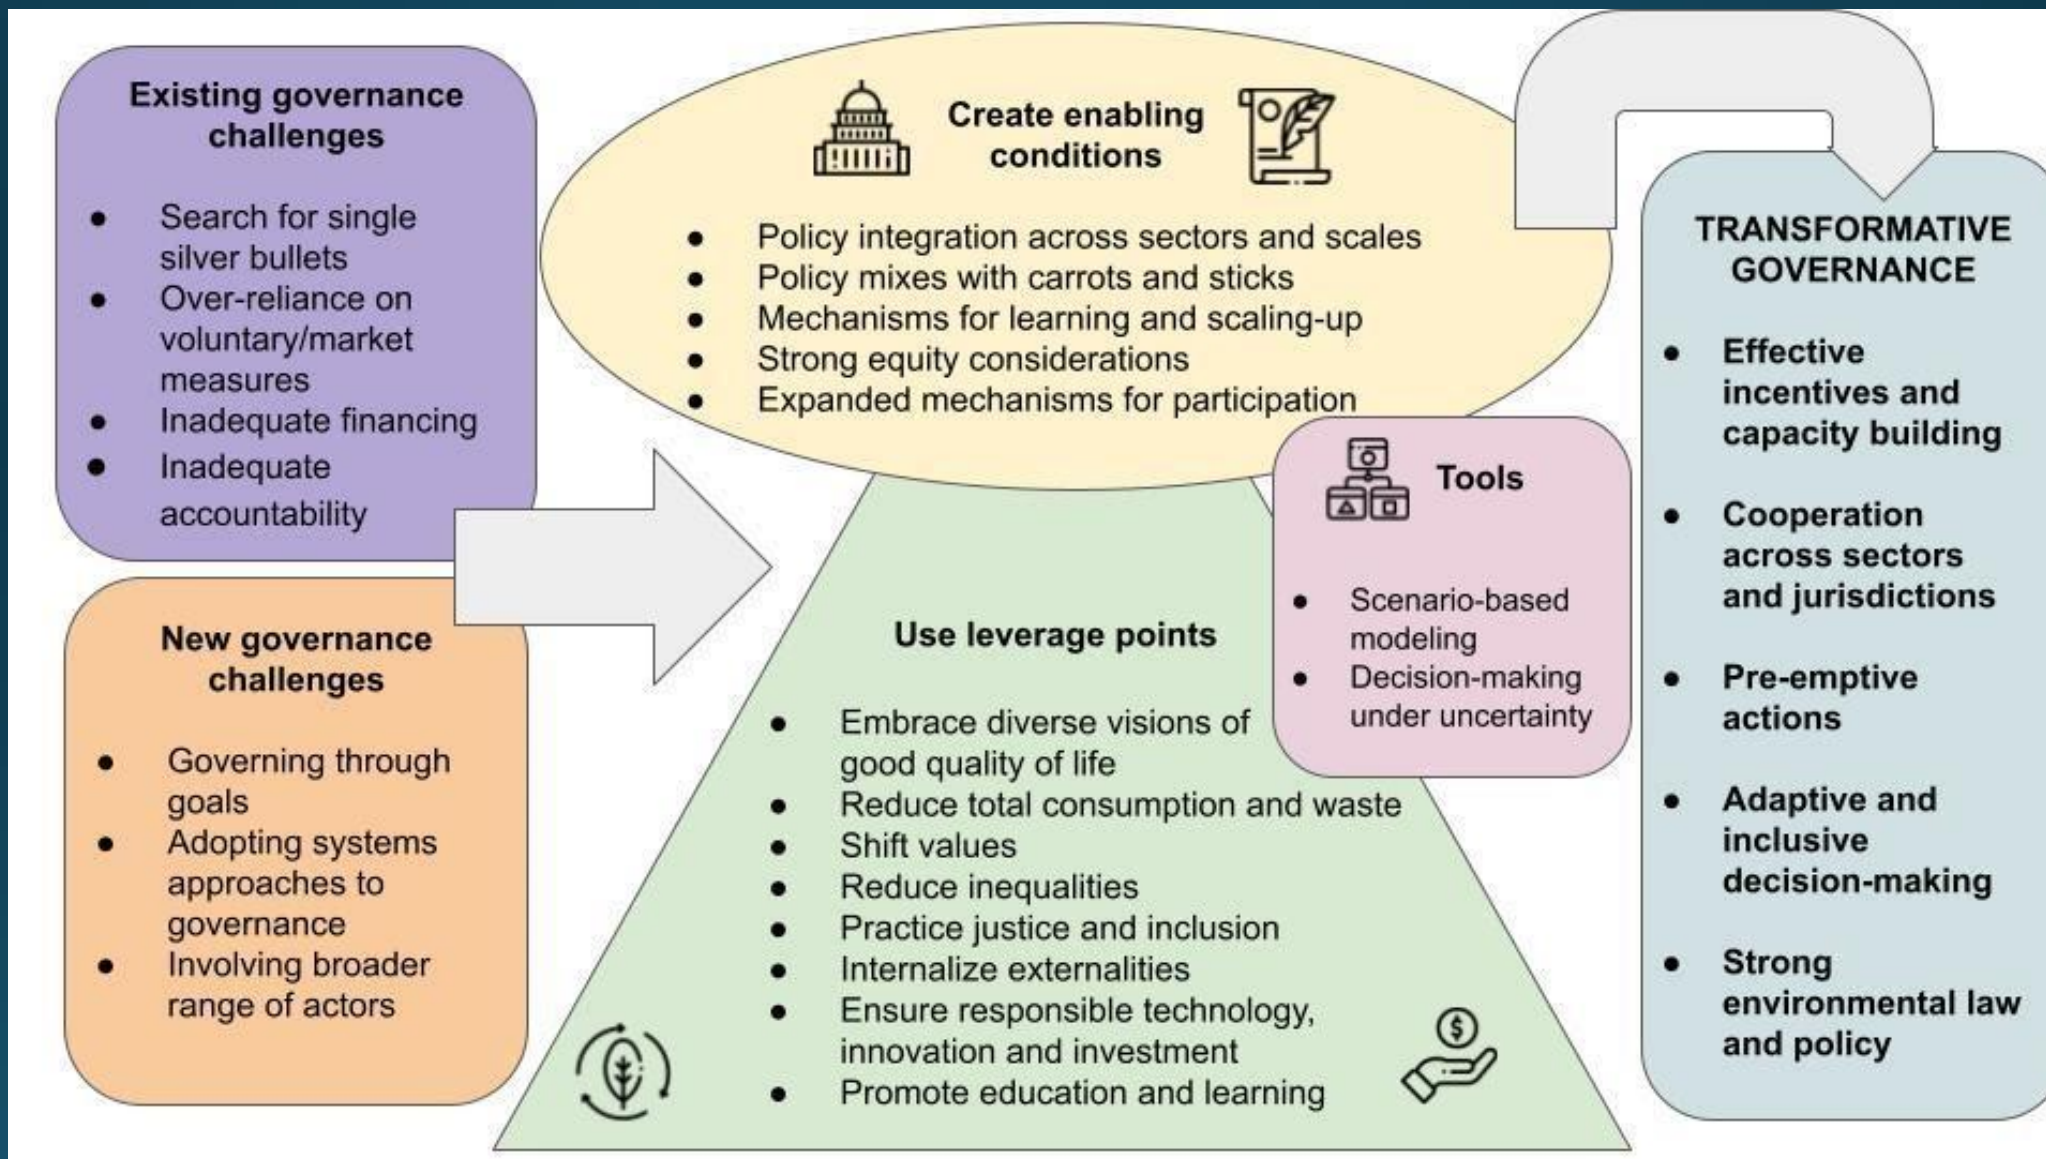 Existing governance
challenges
● Search for single
silver bullets
● Over-reliance on
voluntary/market
measures
● Inadequate financing
● Inadequate
accountability
New governance
challenges
● Governing through
goals
● Adopting systems
approaches to
governance
● Involving broader
range of actors
Create enabling
conditions
● Policy integration across sectors and scales
● Policy mixes with carrots and sticks
● Mechanisms for learning and scaling-up
● Strong equity considerations
● Expanded mechanisms for participation
Use leverage points
● Embrace diverse visions of
good quality of life
● Reduce total consumption and waste
● Shift values
● Reduce inequalities
● Practice justice and inclusion
● Internalize externalities
● Ensure responsible technology,
innovation and investment
● Promote education and learning
$
Tools
● Scenario-based
modeling
● Decision-making
under uncertainty
TRANSFORMATIVE
GOVERNANCE
● Effective
incentives and
capacity building
● Cooperation
across sectors
and jurisdictions
● Pre-emptive
actions
● Adaptive and
inclusive
decision-making
● Strong
environmental law
and policy